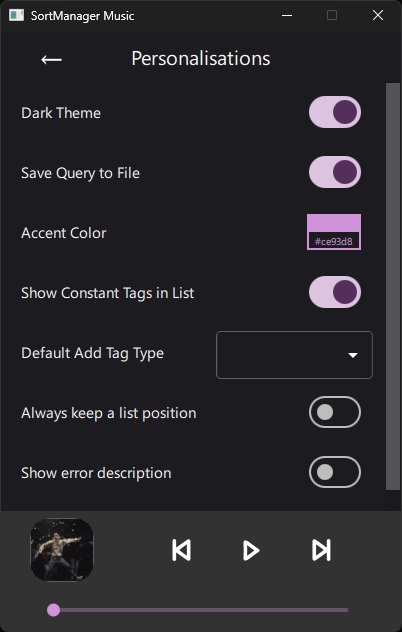 SortManager Music
Personalisations
Dark Theme
Save Query to File
Accent Color
#ce93d8
Show Constant Tags in List
Default Add Tag Type
Always keep a list position
Show error description